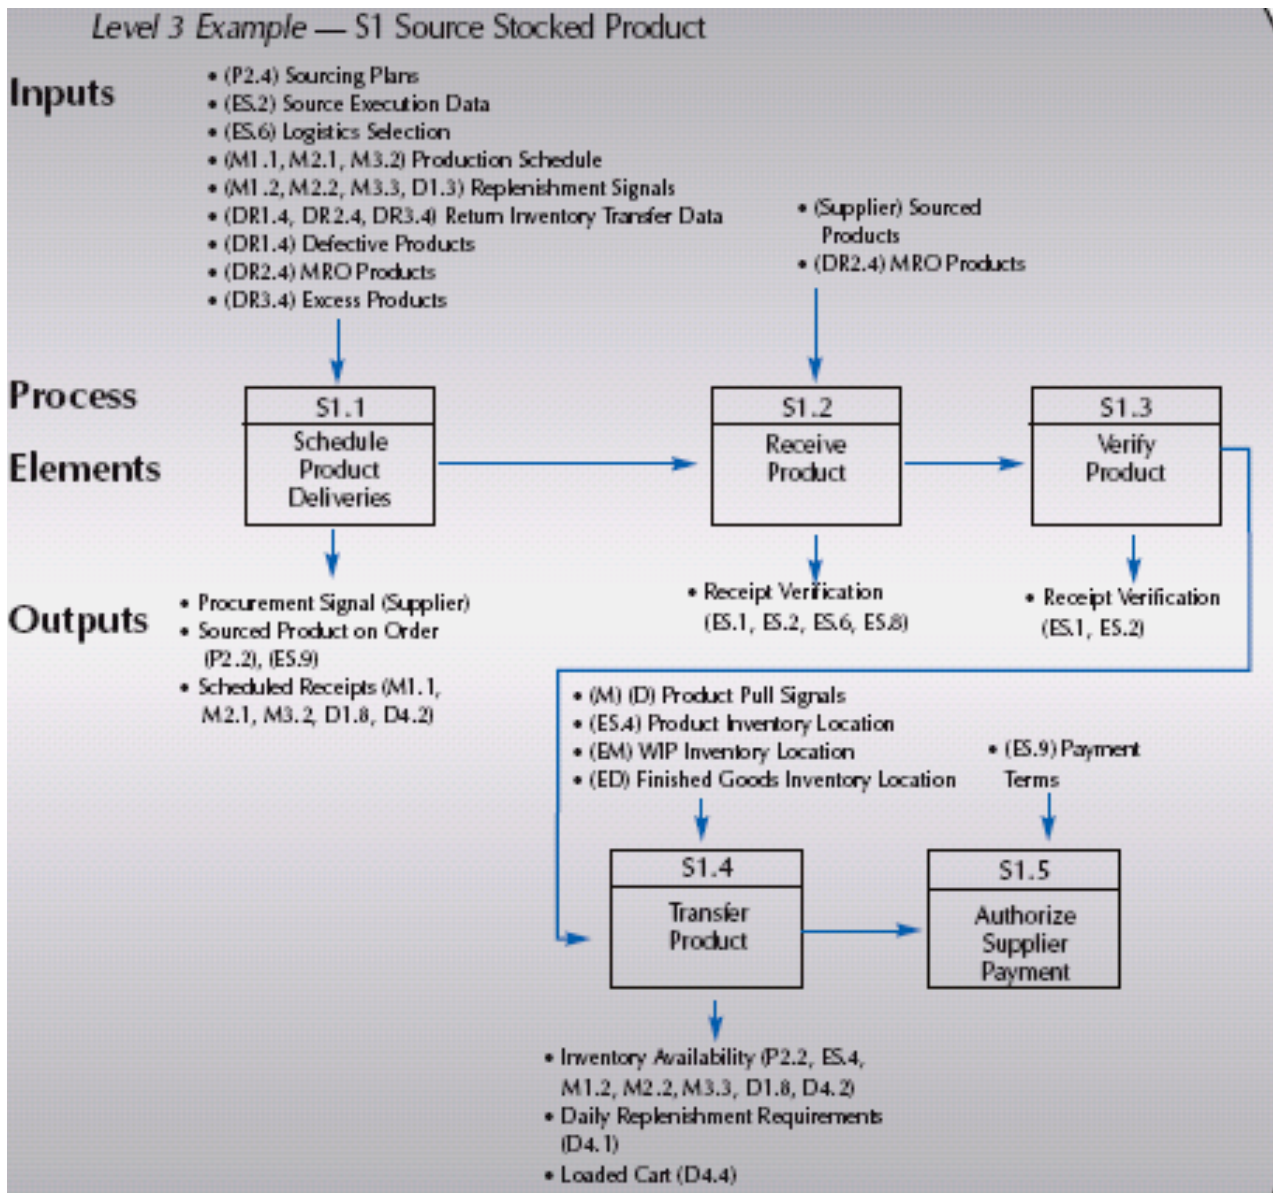 Level 3 Example — S1 Source Stocked Product
Inputs
• (P2.4) Sourcing Plans
• (ES.2) Source Execution Data
• (ES.6) Logistics Selection
• (M1.1, M2.1, M3.2) Production Schedule
• (M1.2, M2.2, M3.3, D1.3) Replenishment Signals
• (DR1.4, DR2.4, DR3.4) Return Inventory Transfer Data
• (DR1.4) Defective Products
• (DR2.4) MRO Products
• (DR3.4) Excess Products
• (Supplier) Sourced
Products
• (DR2.4) MRO Products
Process
Elements
S1.1
Schedule
Product
Deliveries
S1.2
Receive
Product
S1.3
Verify
Product
Outputs
• Procurement Signal (Supplier)
• Sourced Product on Order
(P2.2), (ES.9)
• Scheduled Receipts (M1.1,
M2.1, M3.2, D1.8, D4.2)
• Receipt Verification
(ES.1, ES.2, ES.6, ES.8)
• Receipt Verification
(ES.1, ES.2)
• (M) (D) Product Pull Signals
• (ES.4) Product Inventory Location
• (EM) WIP Inventory Location
• (ED) Finished Goods Inventory Location
• (ES.9) Payment
Terms
S1.4
Transfer
Product
S1.5
Authorize
Supplier
Payment
• Inventory Availability (P2.2, ES.4,
M1.2, M2.2, M3.3, D1.8, D4.2)
• Daily Replenishment Requirements
(D4.1)
• Loaded Cart (D4.4)